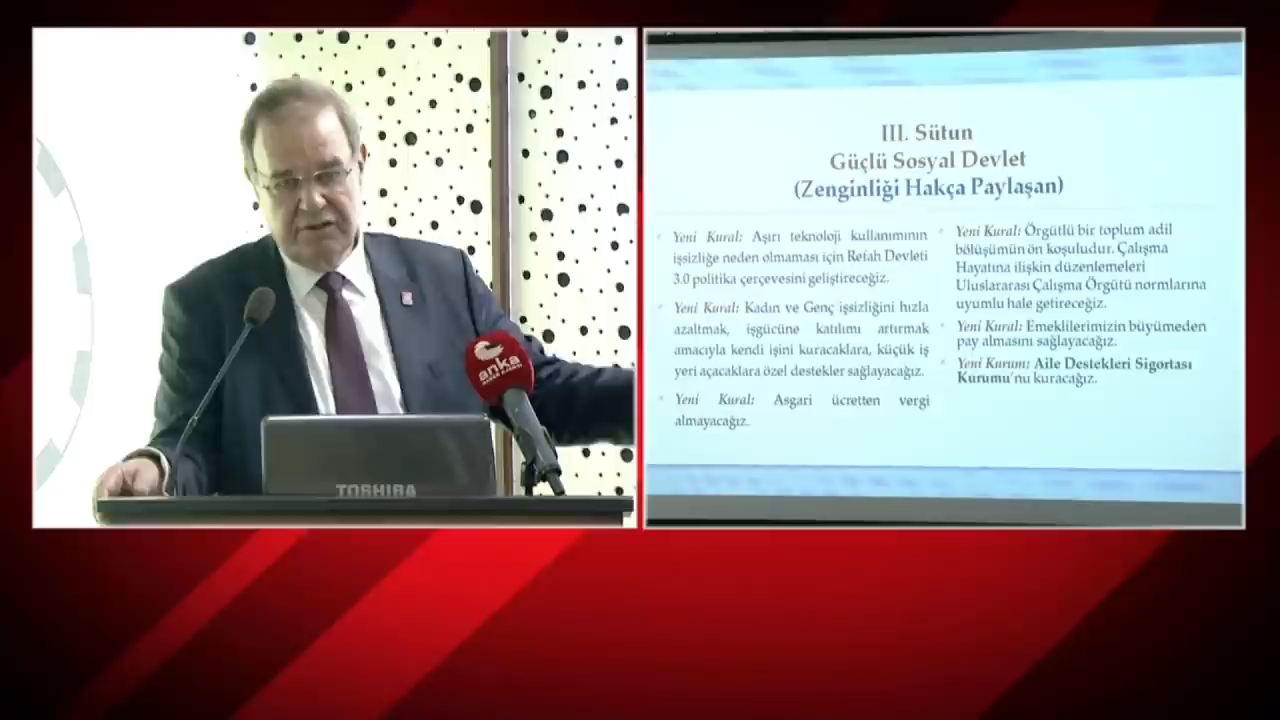 anka
HABER AJANSI
TOSHIBA
III. Sütun
Güçlü Sosyal Devlet
(Zenginliği Hakça Paylaşan)
Yeni Kural: Aşırı teknoloji kullanımının
işsizliğe neden olmaması için Refah Devleti
3.0 politika çerçevesini geliştireceğiz.
Yeni Kural: Kadın ve Genç işsizliğini hızla
azaltmak, işgücüne katılımı artırmak
amacıyla kendi işini kuracaklara, küçük iş
yeri açacaklara özel destekler sağlayacağız.
Yeni Kural: Asgari ücretten vergi
almayacağız.
Yeni Kural: Örgütlü bir toplum adil
bölüşümün ön koşuludur. Çalışma
Hayatına ilişkin düzenlemeleri
Uluslararası Çalışma Örgütü normlarına
uyumlu hale getireceğiz.
Yeni Kural: Emeklilerimizin büyümeden
pay almasını sağlayacağız.
Yeni Kurum: Aile Destekleri Sigortası
Kurumu'nu kuracağız.